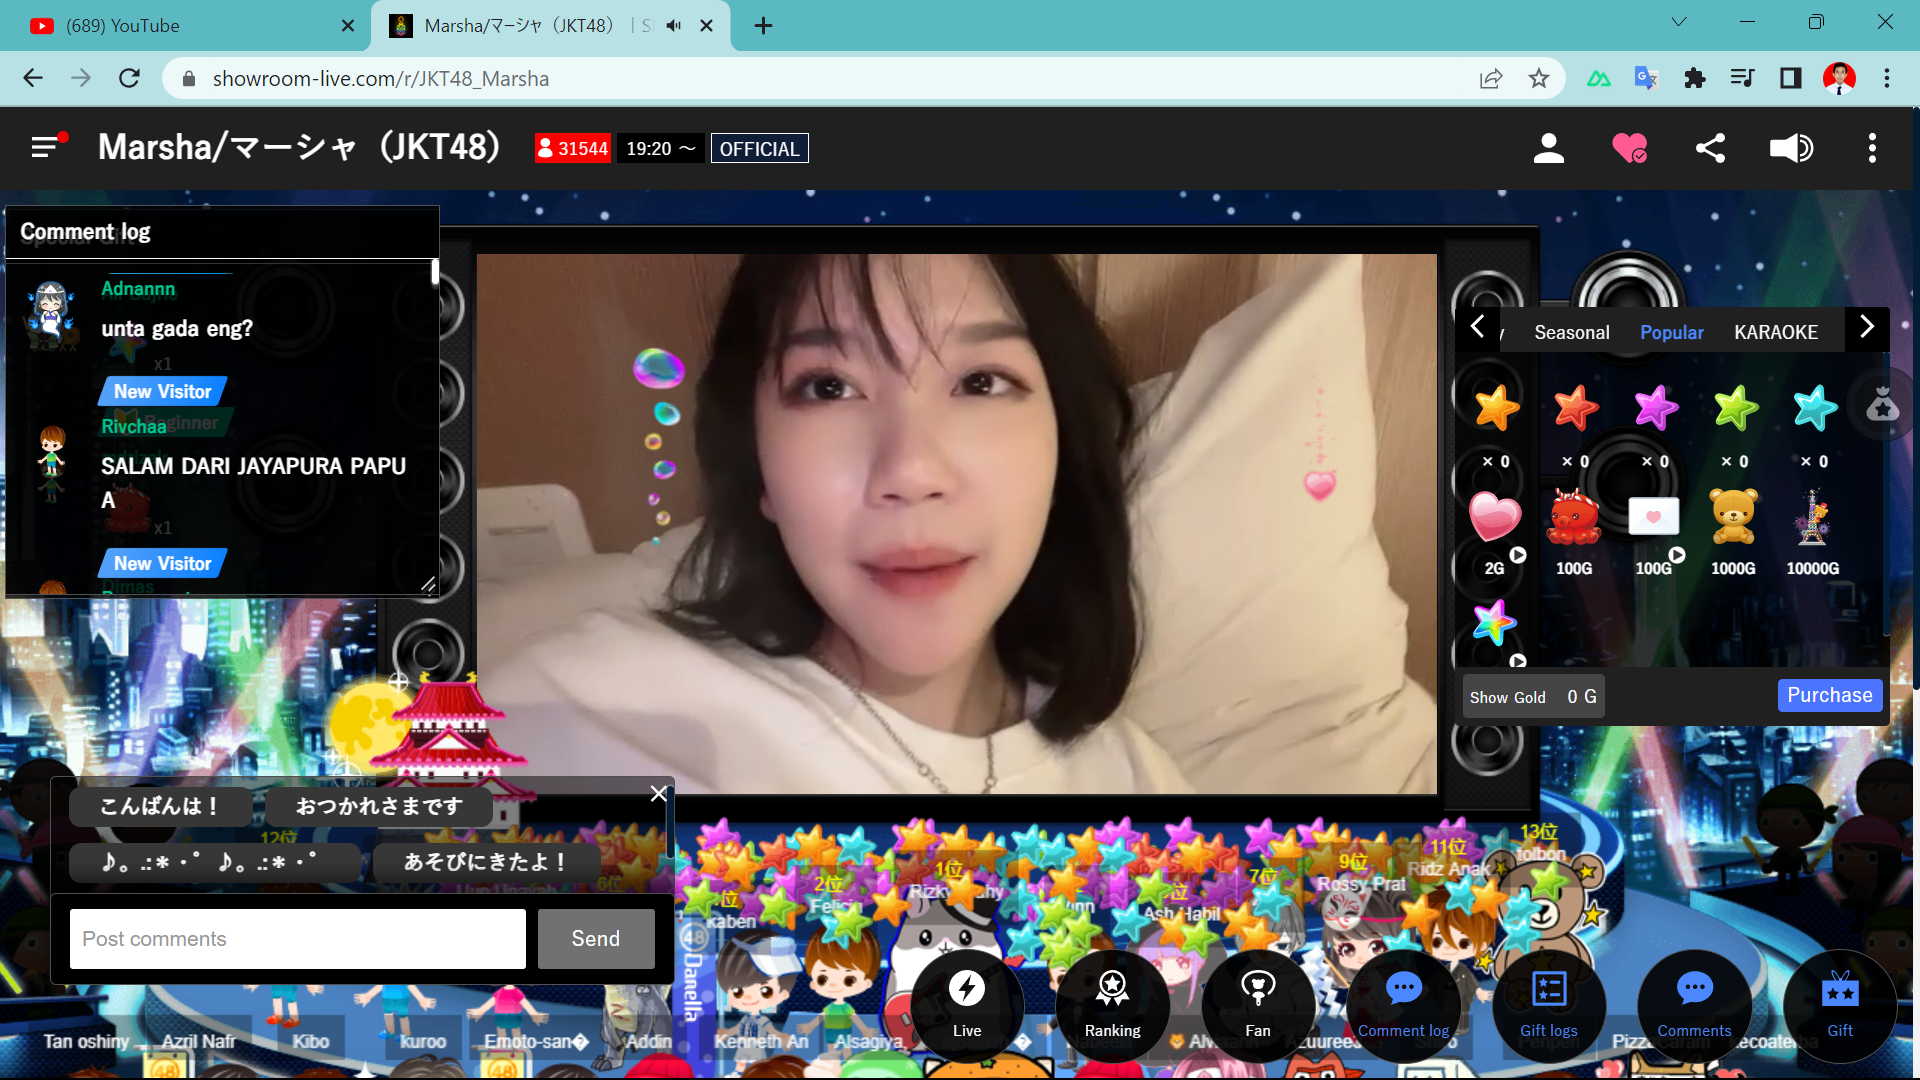 (689) YouTube
Marsha/マーシャ（JKT48）｜S
showroom-live.com/r/JKT48_Marsha
Marsha/マーシャ（JKT48）
31544
19:20 ～
OFFICIAL
Comment log
Adnannn
unta gada eng?
x1
New Visitor
Rivchaa
SALAM DARI JAYAPURA PAPU
A
x1
New Visitor
Dimas
Seasonal
Popular
KARAOKE
× 0
× 0
× 0
× 0
× 0
2G
100G
100G
1000G
10000G
Show Gold 0 G
Purchase
こんばんは！
おつかれさまです
♪。.:＊・゜♪。.:＊・゜
あそびにきたよ！
Post comments
Send
12位
6位
2位
1位
7位
9位
Rossy Prat
11位
Ridz Anak
13位
tolbon
Ash Habil
kaben
Danella
Tan oshiny
Azril Nafr
Kibo
kuroo
Emoto-san�
Addin
Kenneth An
Alsagiya
Live
Ranking
Fan
Comment log
Gift logs
Comments
Gift